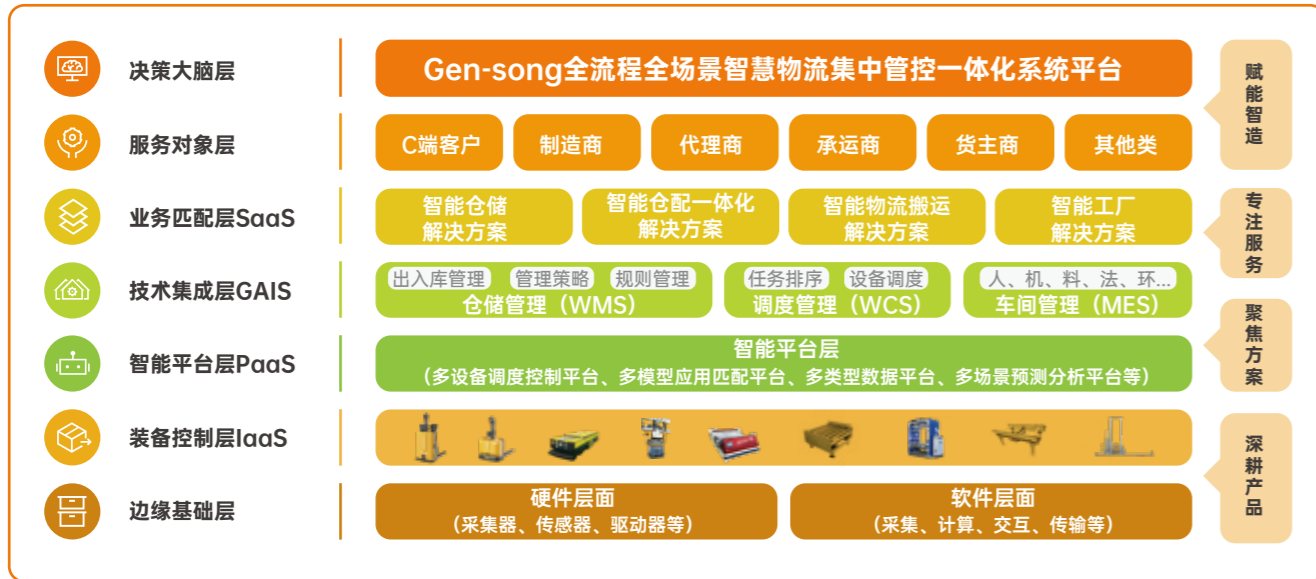 决策大脑层
Gen-song全流程全场景智慧物流集中管控一体化系统平台
服务对象层
C端客户
制造商
代理商
承运商
货主商
其他类
赋能智造
业务匹配层SaaS
智能仓储
解决方案
智能仓配一体化
解决方案
智能物流搬运
解决方案
智能工厂
解决方案
专注服务
技术集成层GAIS
出入库管理
管理策略
规则管理
仓储管理（WMS）
任务排序
设备调度
调度管理（WCS）
人、机、料、法、环...
车间管理（MES）
智能平台层PaaS
智能平台层
（多设备调度控制平台、多模型应用匹配平台、多类型数据平台、多场景预测分析平台等）
聚焦方案
装备控制层IaaS
边缘基础层
硬件层面
（采集器、传感器、驱动器等）
软件层面
（采集、计算、交互、传输等）
深耕产品